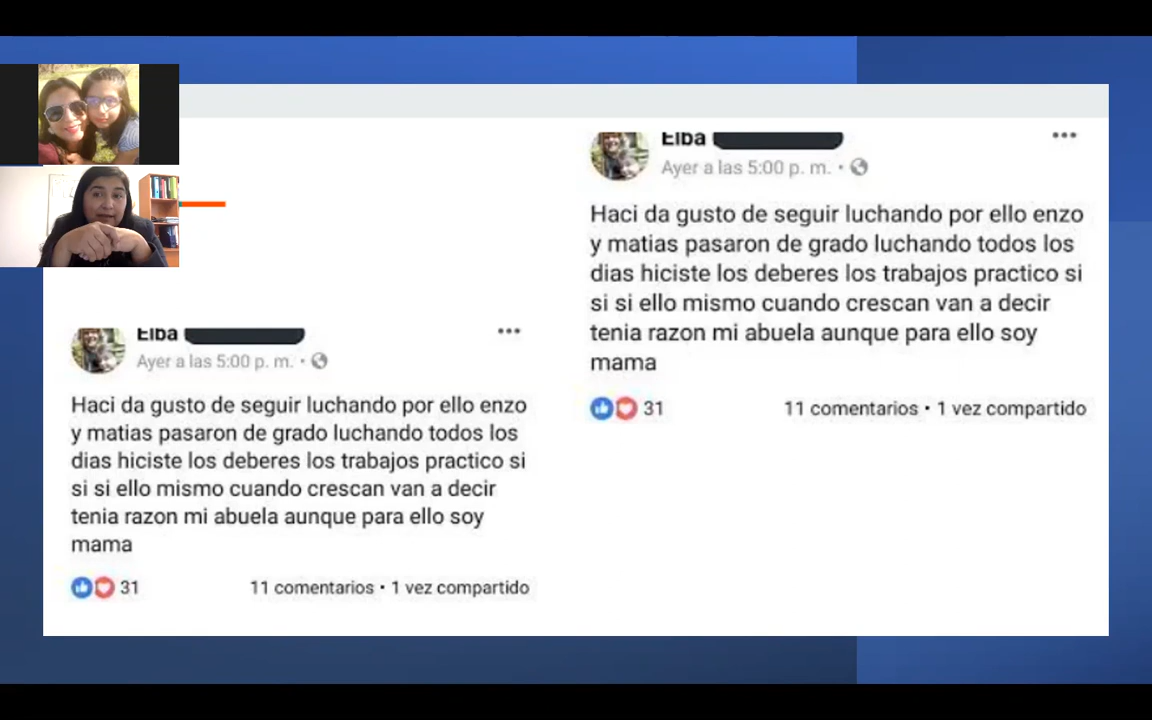 Elba
Ayer a las 5:00 p. m.
Haci da gusto de seguir luchando por ello enzo
y matias pasaron de grado luchando todos los
dias hiciste los deberes los trabajos practico si
si si ello mismo cuando crescan van a decir
tenia razon mi abuela aunque para ello soy
mama
31 11 comentarios • 1 vez compartido
Elba
Ayer a las 5:00 p. m.
Haci da gusto de seguir luchando por ello enzo
y matias pasaron de grado luchando todos los
dias hiciste los deberes los trabajos practico si
si si ello mismo cuando crescan van a decir
tenia razon mi abuela aunque para ello soy
mama
31 11 comentarios • 1 vez compartido